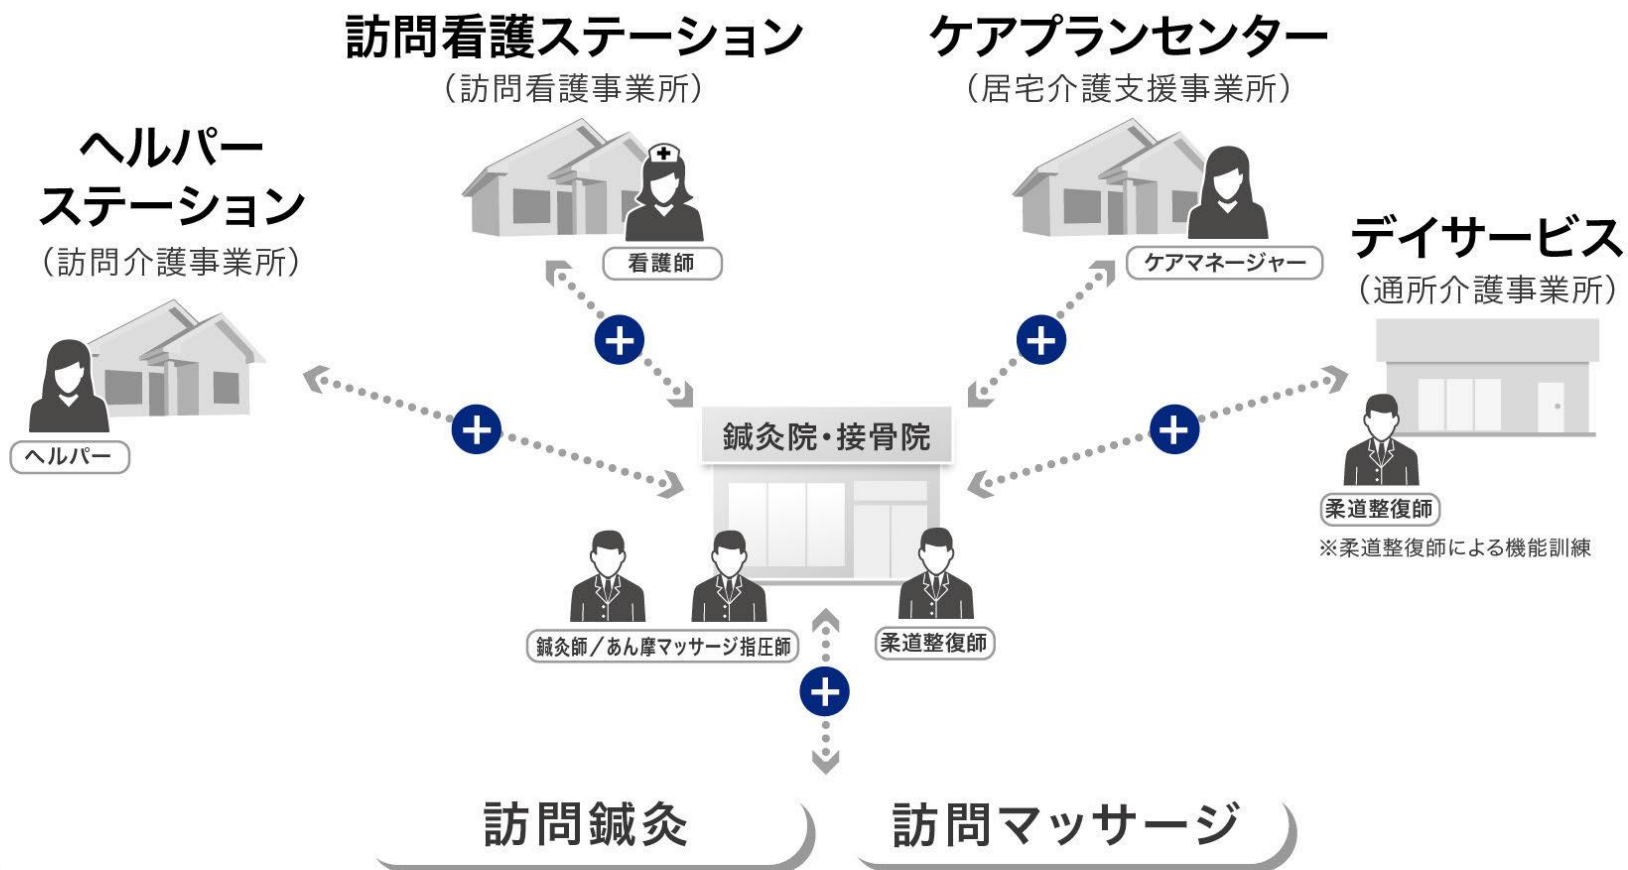 訪問看護ステーション
（訪問看護事業所）
看護師
ケアプランセンター
（居宅介護支援事業所）
ケアマネージャー
ヘルパー
ステーション
（訪問介護事業所）
ヘルパー
デイサービス
（通所介護事業所）
柔道整復師
※柔道整復師による機能訓練
鍼灸院・接骨院
鍼灸師／あん摩マッサージ指圧師
柔道整復師
訪問鍼灸
訪問マッサージ